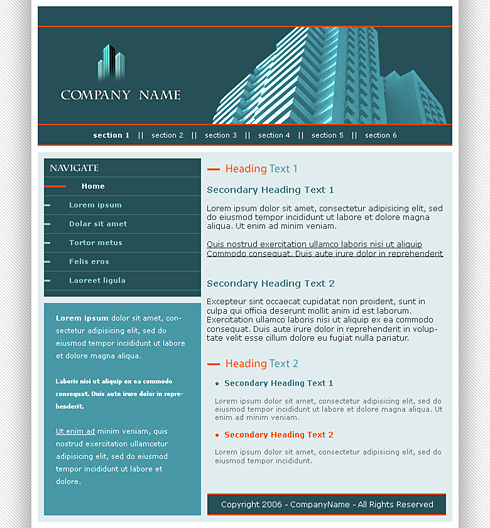 COMPANY NAME
section 1 || section 2 || section 3 || section 4 || section 5 || section 6
NAVIGATE
Home
Lorem ipsum
Dolar sit amet
Tortor metus
Felis eros
Laoreet ligula
Lorem ipsum dolor sit amet, con-
sectetur adipisicing elit, sed do
eiusmod tempor incididunt ut labore
et dolore magna aliqua.
Laboris nisi ut aliquip ex ea commodo
consequat. Duis aute irure dolor in repre-
henderit,
Ut enim ad minim veniam, quis
nostrud exercitation ullamcetur
adipisicing elit, sed do eiusmod
tempor incididunt ut labore et
dolore.
Heading Text 1
Secondary Heading Text 1
Lorem ipsum dolor sit amet, consectetur adipisicing elit, sed
do eiusmod tempor incididunt ut labore et dolore magna
aliqua. Ut enim ad minim veniam.
Quis nostrud exercitation ullamco laboris nisi ut aliquip
Commodo consequat. Duis aute irure dolor in reprehenderit
Secondary Heading Text 2
Excepteur sint occaecat cupidatat non proident, sunt in
culpa qui officia deserunt mollit anim id est laborum.
Exercitation ullamco laboris nisi ut aliquip ex ea commodo
consequat. Duis aute irure dolor in reprehenderit in volup-
tate velit esse cillum dolore eu fugiat nulla pariatur.
Heading Text 2
Secondary Heading Text 1
Lorem ipsum dolor sit amet, consectetur adipisicing elit,
sed do eiusmod tempor incididunt ut labore magna. Ut
enim ad minim veniam.
Secondary Heading Text 2
Lorem ipsum dolor sit amet, consectetur adipisicing elit,
sed do eiusmod tempor incididunt.
Copyright 2006 - CompanyName - All Rights Reserved